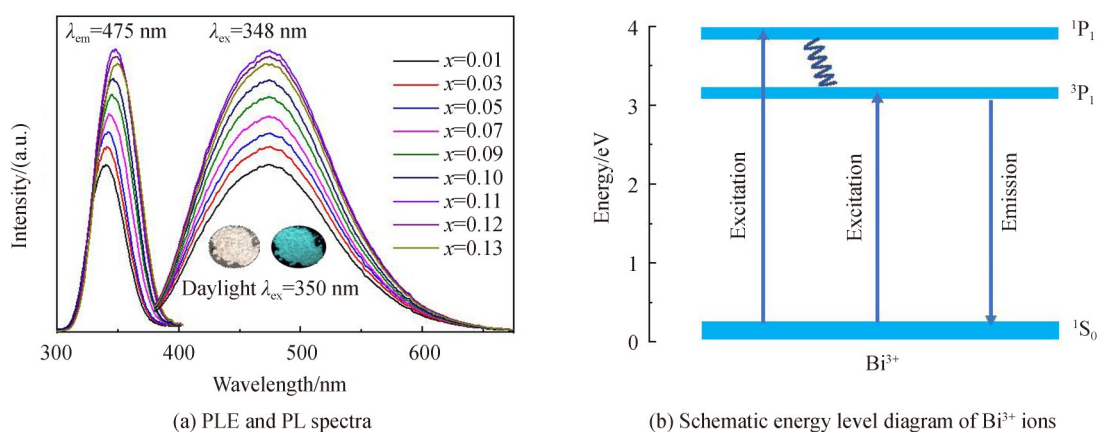 λem=475 nm
λex=348 nm
x=0.01
x=0.03
x=0.05
x=0.07
x=0.09
x=0.10
x=0.11
x=0.12
x=0.13
Daylight λex=350 nm
Intensity/(a.u.)
300
400
500
600
Wavelength/nm
(a) PLE and PL spectra
4
3
2
1
0
Energy/eV
¹P₁
³P₁
¹S₀
Excitation
Excitation
Emission
Bi³⁺
(b) Schematic energy level diagram of Bi³⁺ ions